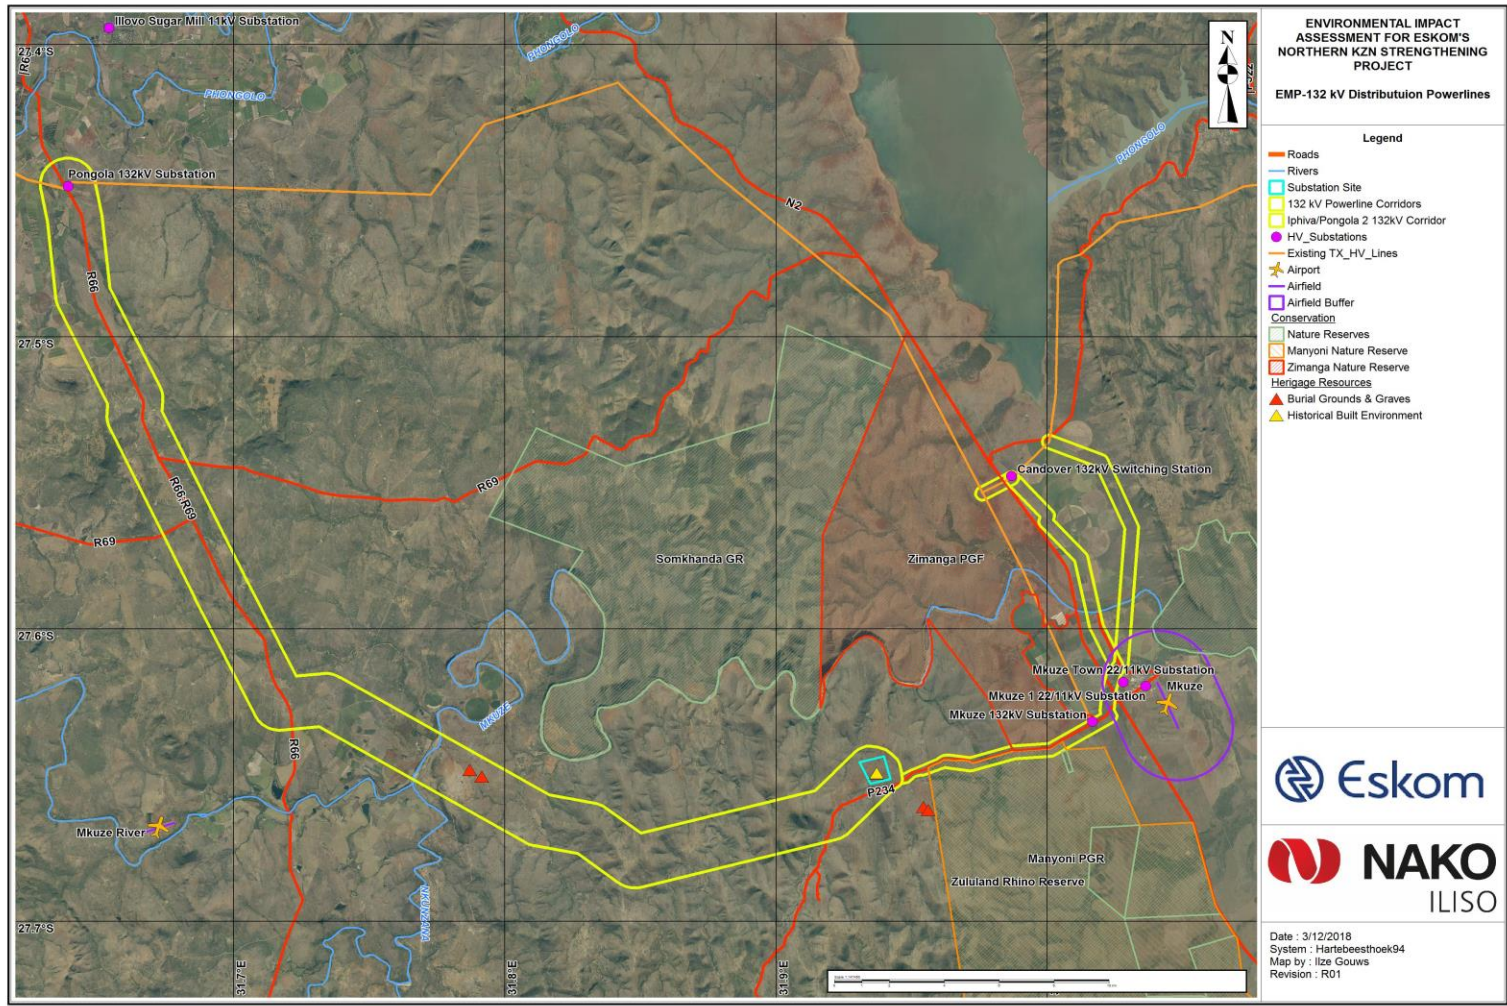 Illovo Sugar Mill 11kV Substation
27.4°S
PHONGOLO
PHONGOLO
PHONGOLO
N
Pongola 132kV Substation
N2
R66
27.5°S
R69
R66;R69
R69
Candover 132kV Switching Station
Somkhanda GR
Zimanga PGF
27.6°S
Mkuze Town 22/11kV Substation
Mkuze
Mkuze 1 22/11kV Substation
Mkuze 132kV Substation
MKUZE
R66
P234
Mkuze River
Manyoni PGR
Zululand Rhino Reserve
NKUNZANA
27.7°S
31.7°E
31.8°E
31.9°E
ENVIRONMENTAL IMPACT
ASSESSMENT FOR ESKOM'S
NORTHERN KZN STRENGTHENING
PROJECT
EMP-132 kV Distributuion Powerlines
Legend
Roads
Rivers
Substation Site
132 kV Powerline Corridors
Iphiva/Pongola 2 132kV Corridor
HV_Substations
Existing TX_HV_Lines
Airport
Airfield
Airfield Buffer
Conservation
Nature Reserves
Manyoni Nature Reserve
Zimanga Nature Reserve
Herigage Resources
Burial Grounds & Graves
Historical Built Environment
Eskom
NAKO
ILISO
Date : 3/12/2018
System : Hartebeesthoek94
Map by : Ilze Gouws
Revision : R01